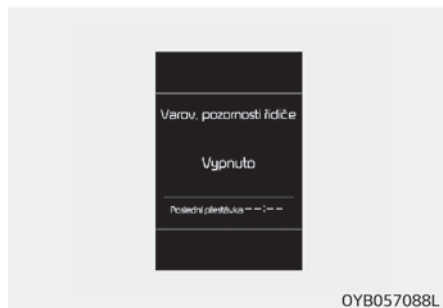 Varov. pozornosti řidiče
Vypnuto
Poslední přestávka --:--
OYB057088L